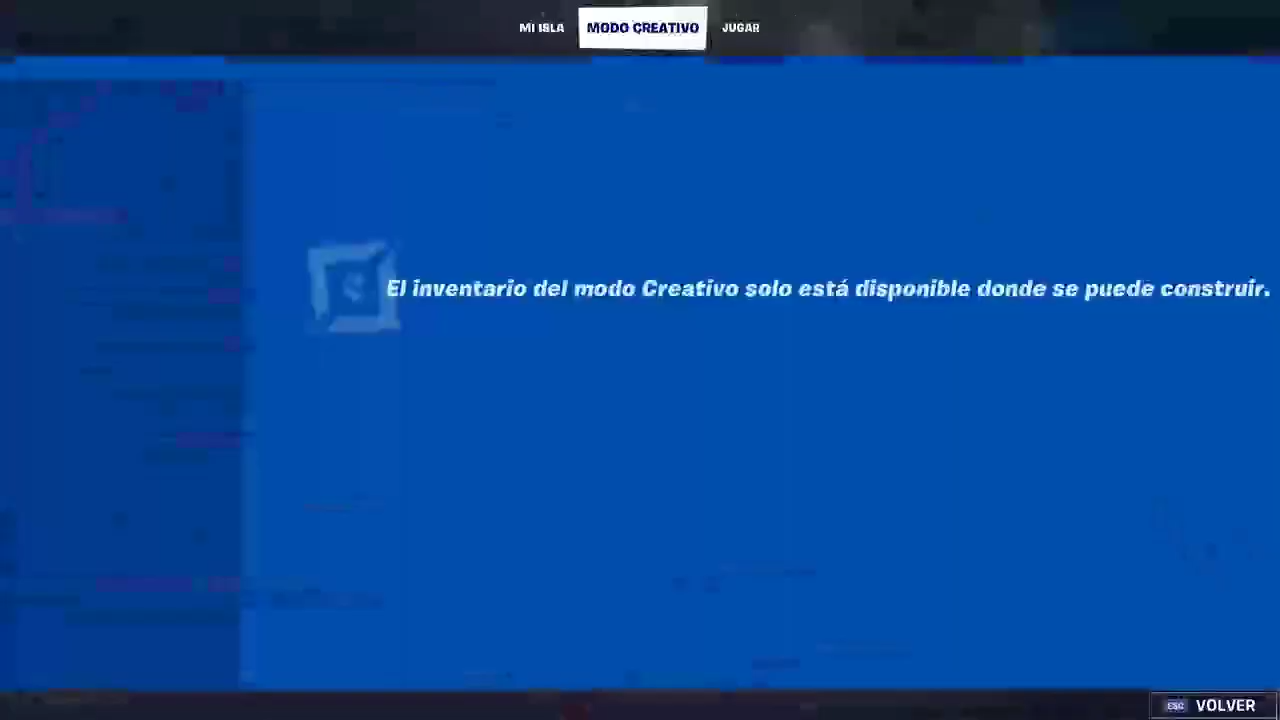 MI ISLA
MODO CREATIVO
JUGAR
El inventario del modo Creativo solo está disponible donde se puede construir.
ESC VOLVER